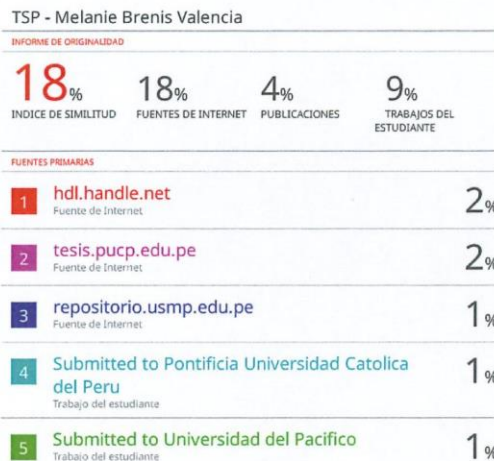 TSP - Melanie Brenis Valencia
INFORME DE ORIGINALIDAD
18% 18% 4% 9%
INDICE DE SIMILITUD FUENTES DE INTERNET PUBLICACIONES TRABAJOS DEL
ESTUDIANTE
FUENTES PRIMARIAS
1 hdl.handle.net 2%
Fuente de Internet
2 tesis.pucp.edu.pe 2%
Fuente de Internet
3 repositorio.usmp.edu.pe 1%
Fuente de Internet
4 Submitted to Pontificia Universidad Catolica 1%
del Peru
Trabajo del estudiante
5 Submitted to Universidad del Pacifico 1%
Trabajo del estudiante